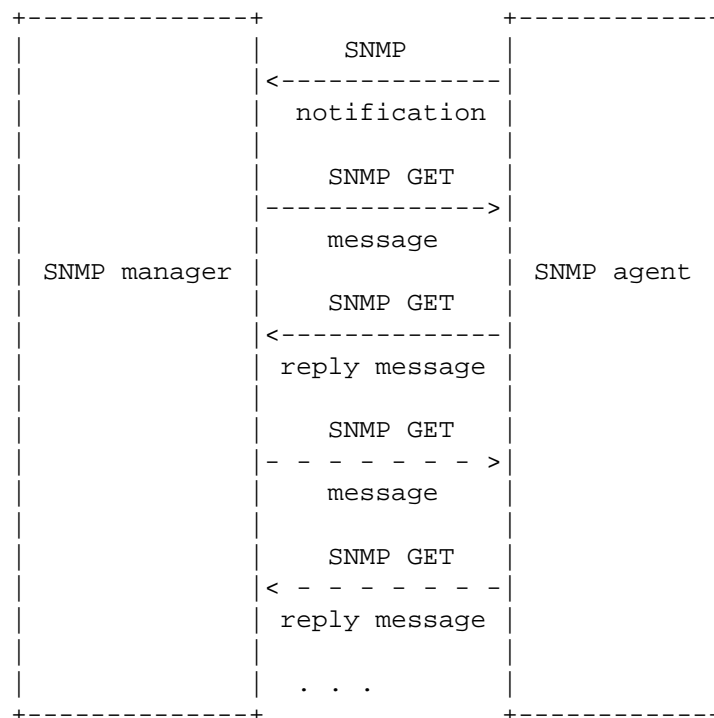 SNMP
notification
SNMP GET
message
SNMP manager
SNMP agent
SNMP GET
reply message
SNMP GET
message
SNMP GET
reply message
. . .